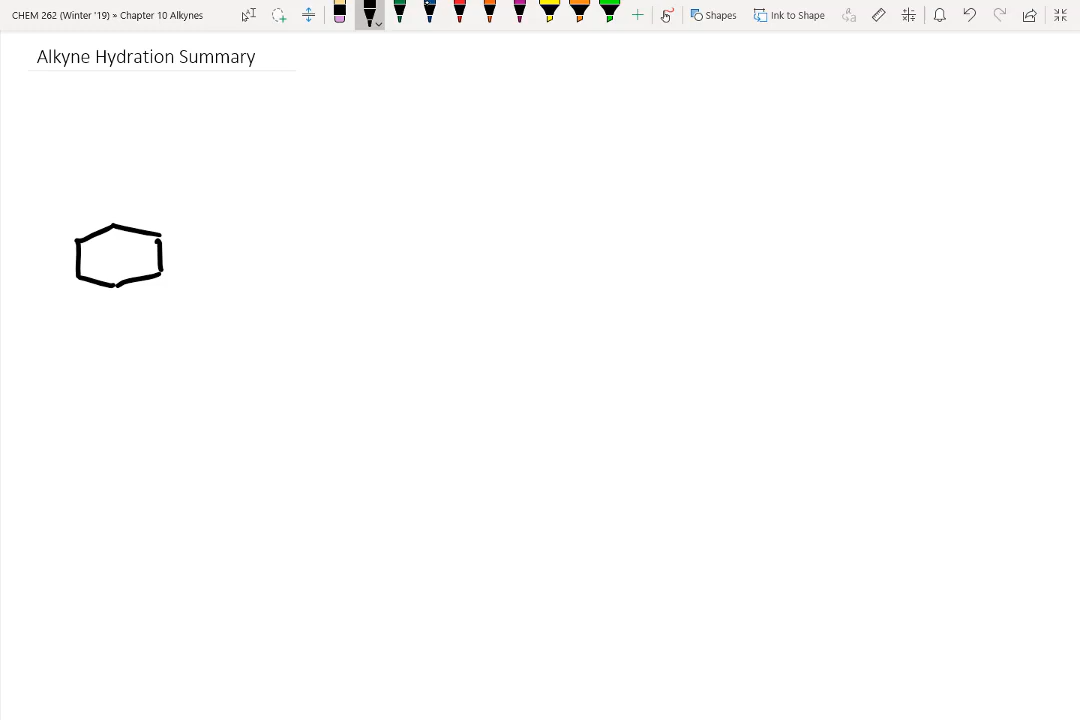 CHEM 262 (Winter '19) » Chapter 10 Alkynes
Shapes
Ink to Shape
Alkyne Hydration Summary